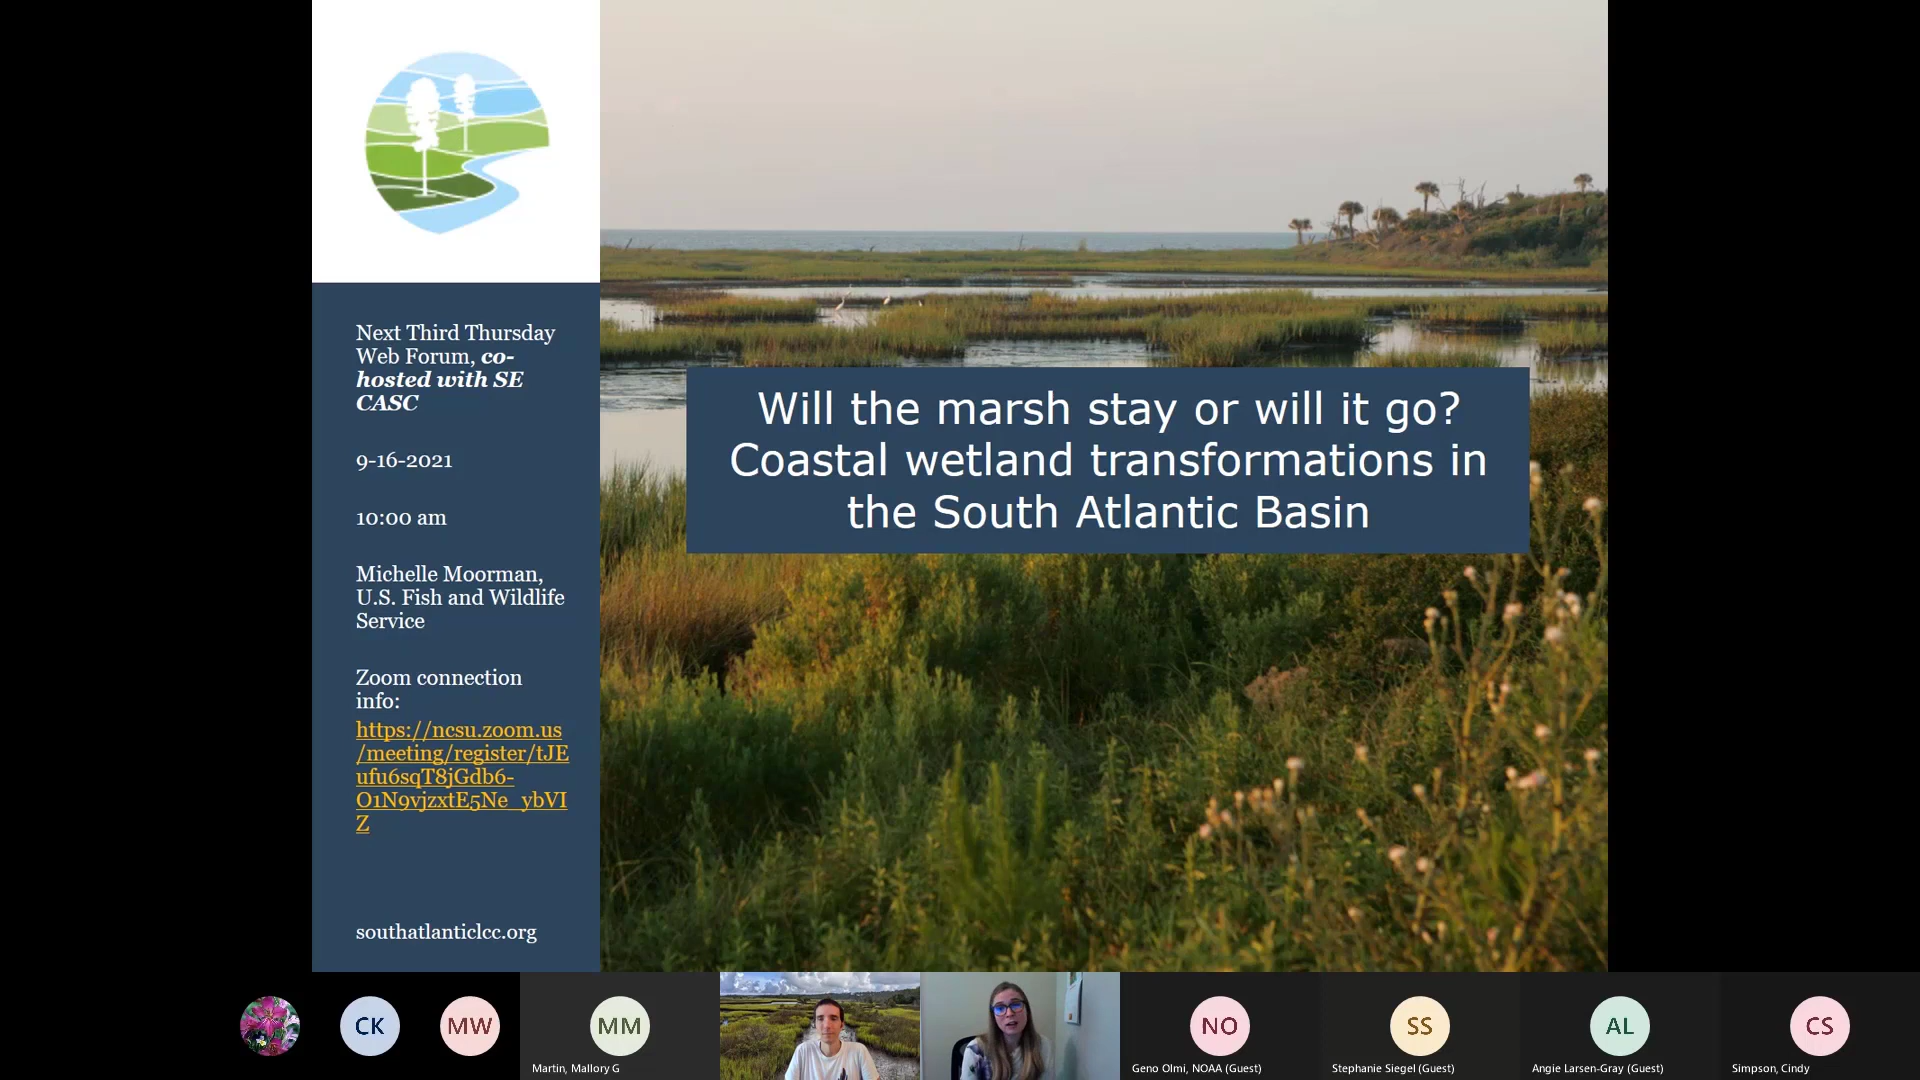 Next Third Thursday
Web Forum, co-
hosted with SE
CASC
9-16-2021
10:00 am
Michelle Moorman,
U.S. Fish and Wildlife
Service
Zoom connection
info:
https://ncsu.zoom.us
/meeting/register/tJE
ufu6sqT8jGdb6-
O1N9vjzxtE5Ne_ybVI
Z
southatlanticlcc.org
Will the marsh stay or will it go?
Coastal wetland transformations in
the South Atlantic Basin
CK
MW
MM
Martin, Mallory G
NO
Geno Olmi, NOAA (Guest)
SS
Stephanie Siegel (Guest)
AL
Angie Larsen-Gray (Guest)
CS
Simpson, Cindy